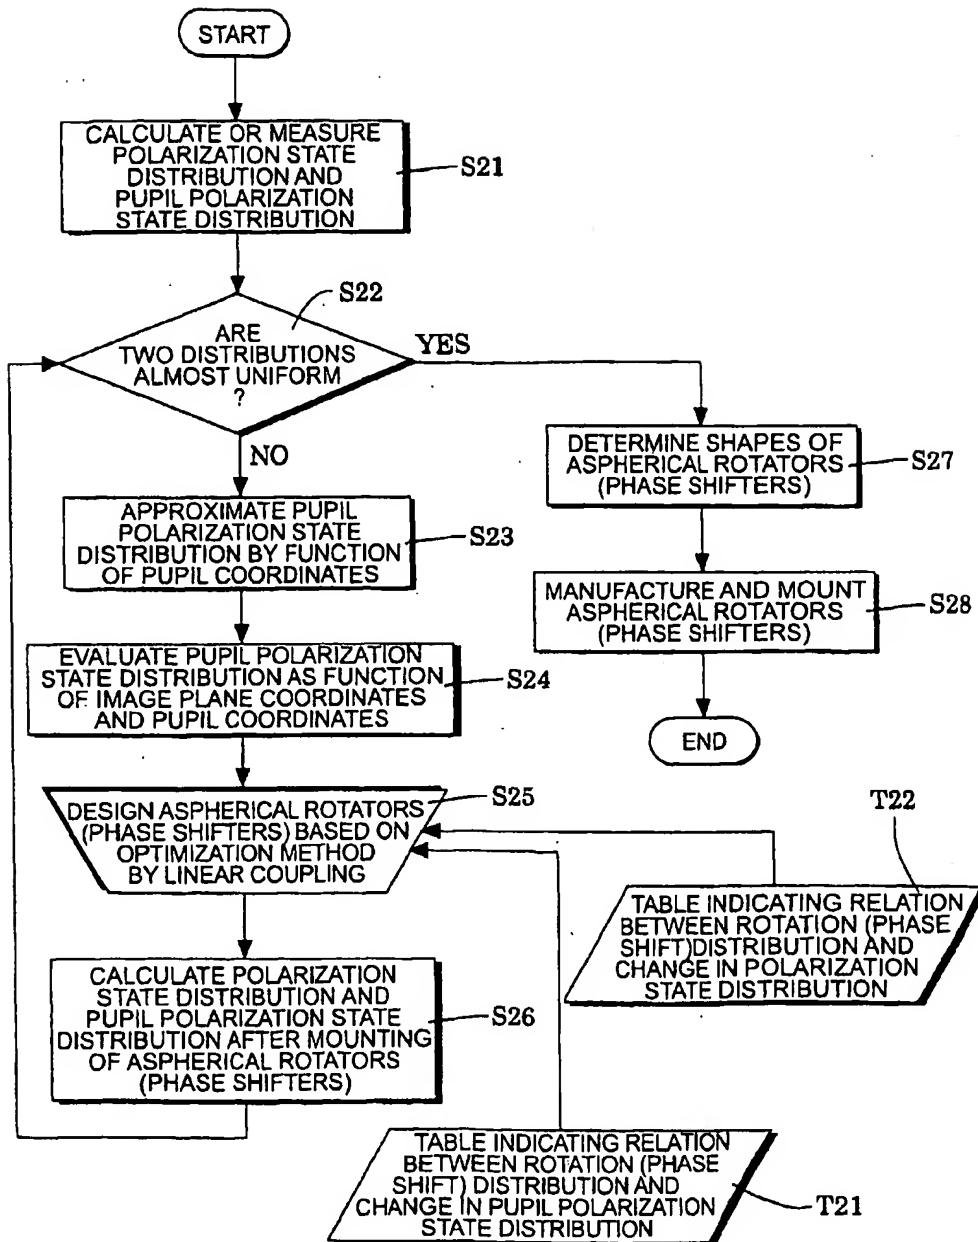 START
CALCULATE OR MEASURE
POLARIZATION STATE
DISTRIBUTION AND
PUPIL POLARIZATION
STATE DISTRIBUTION
S21
S22
ARE
TWO DISTRIBUTIONS
ALMOST UNIFORM
?
YES
NO
DETERMINE SHAPES OF
ASPHERICAL ROTATORS
(PHASE SHIFTERS)
S27
APPROXIMATE PUPIL
POLARIZATION STATE
DISTRIBUTION BY FUNCTION
OF PUPIL COORDINATES
S23
MANUFACTURE AND MOUNT
ASPHERICAL ROTATORS
(PHASE SHIFTERS)
S28
EVALUATE PUPIL POLARIZATION
STATE DISTRIBUTION AS FUNCTION
OF IMAGE PLANE COORDINATES
AND PUPIL COORDINATES
S24
END
DESIGN ASPHERICAL ROTATORS
(PHASE SHIFTERS) BASED ON
OPTIMIZATION METHOD
BY LINEAR COUPLING
S25
T22
TABLE INDICATING RELATION
BETWEEN ROTATION (PHASE
SHIFT)DISTRIBUTION AND
CHANGE IN POLARIZATION
STATE DISTRIBUTION
CALCULATE POLARIZATION
STATE DISTRIBUTION AND
PUPIL POLARIZATION STATE
DISTRIBUTION AFTER MOUNTING
OF ASPHERICAL ROTATORS
(PHASE SHIFTERS)
S26
TABLE INDICATING RELATION
BETWEEN ROTATION (PHASE
SHIFT) DISTRIBUTION AND
CHANGE IN PUPIL POLARIZATION
STATE DISTRIBUTION
T21